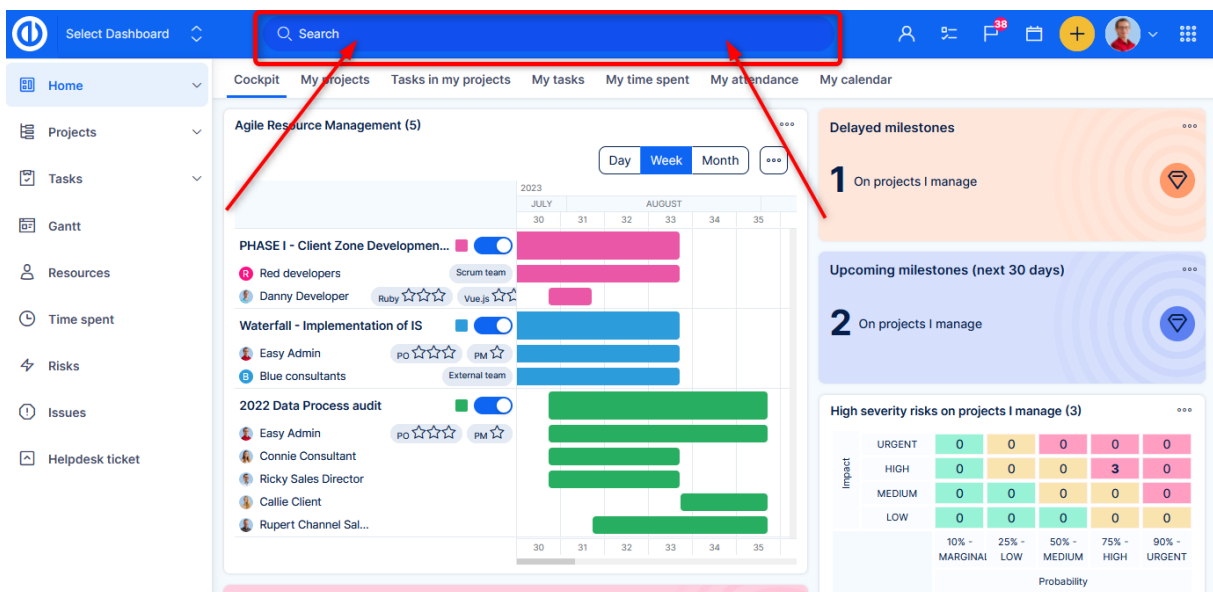 Select Dashboard
Search
38
Home
Projects
Tasks
Gantt
Resources
Time spent
Risks
Issues
Helpdesk ticket
Cockpit My projects Tasks in my projects My tasks My time spent My attendance My calendar
Agile Resource Management (5)
Day Week Month
2023
JULY AUGUST
30 31 32 33 34 35
PHASE I - Client Zone Developmen...
R Red developers Scrum team
Danny Developer Ruby Vue.js
Waterfall - Implementation of IS
Easy Admin PO PM
B Blue consultants External team
2022 Data Process audit
Easy Admin PO PM
Connie Consultant
Ricky Sales Director
Callie Client
Rupert Channel Sal...
30 31 32 33 34 35
Delayed milestones
1 On projects I manage
Upcoming milestones (next 30 days)
2 On projects I manage
High severity risks on projects I manage (3)
Impact
URGENT 0 0 0 0 0
HIGH 0 0 0 3 0
MEDIUM 0 0 0 0 0
LOW 0 0 0 0 0
10% - 25% - 50% - 75% - 90% -
MARGINAL LOW MEDIUM HIGH URGENT
Probability